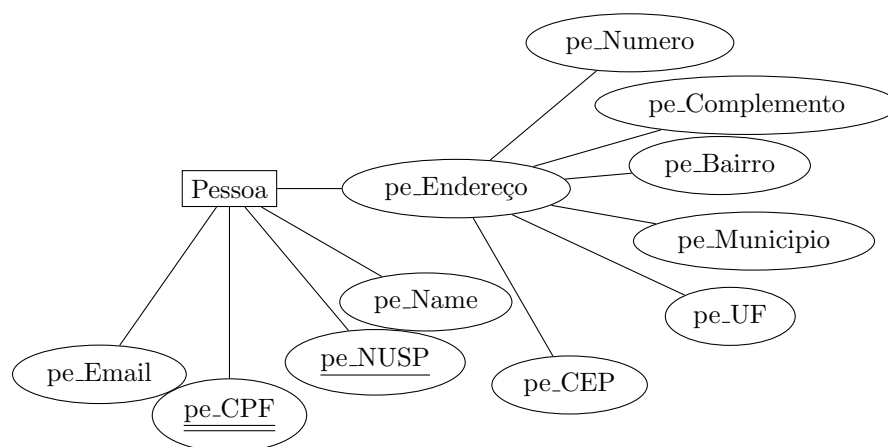 pe_Numero
pe_Complemento
pe_Bairro
Pessoa
pe_Endereço
pe_Municipio
pe_Name
pe_UF
pe_NUSP
pe_Email
pe_CEP
pe_CPF